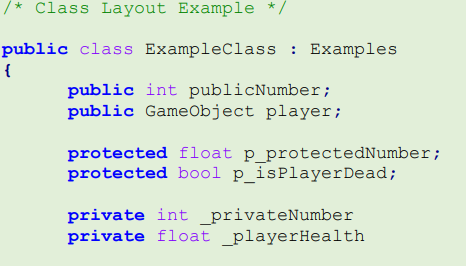 /* Class Layout Example */
public class ExampleClass : Examples
{
public int publicNumber;
public GameObject player;
protected float p_protectedNumber;
protected bool p_isPlayerDead;
private int _privateNumber
private float _playerHealth